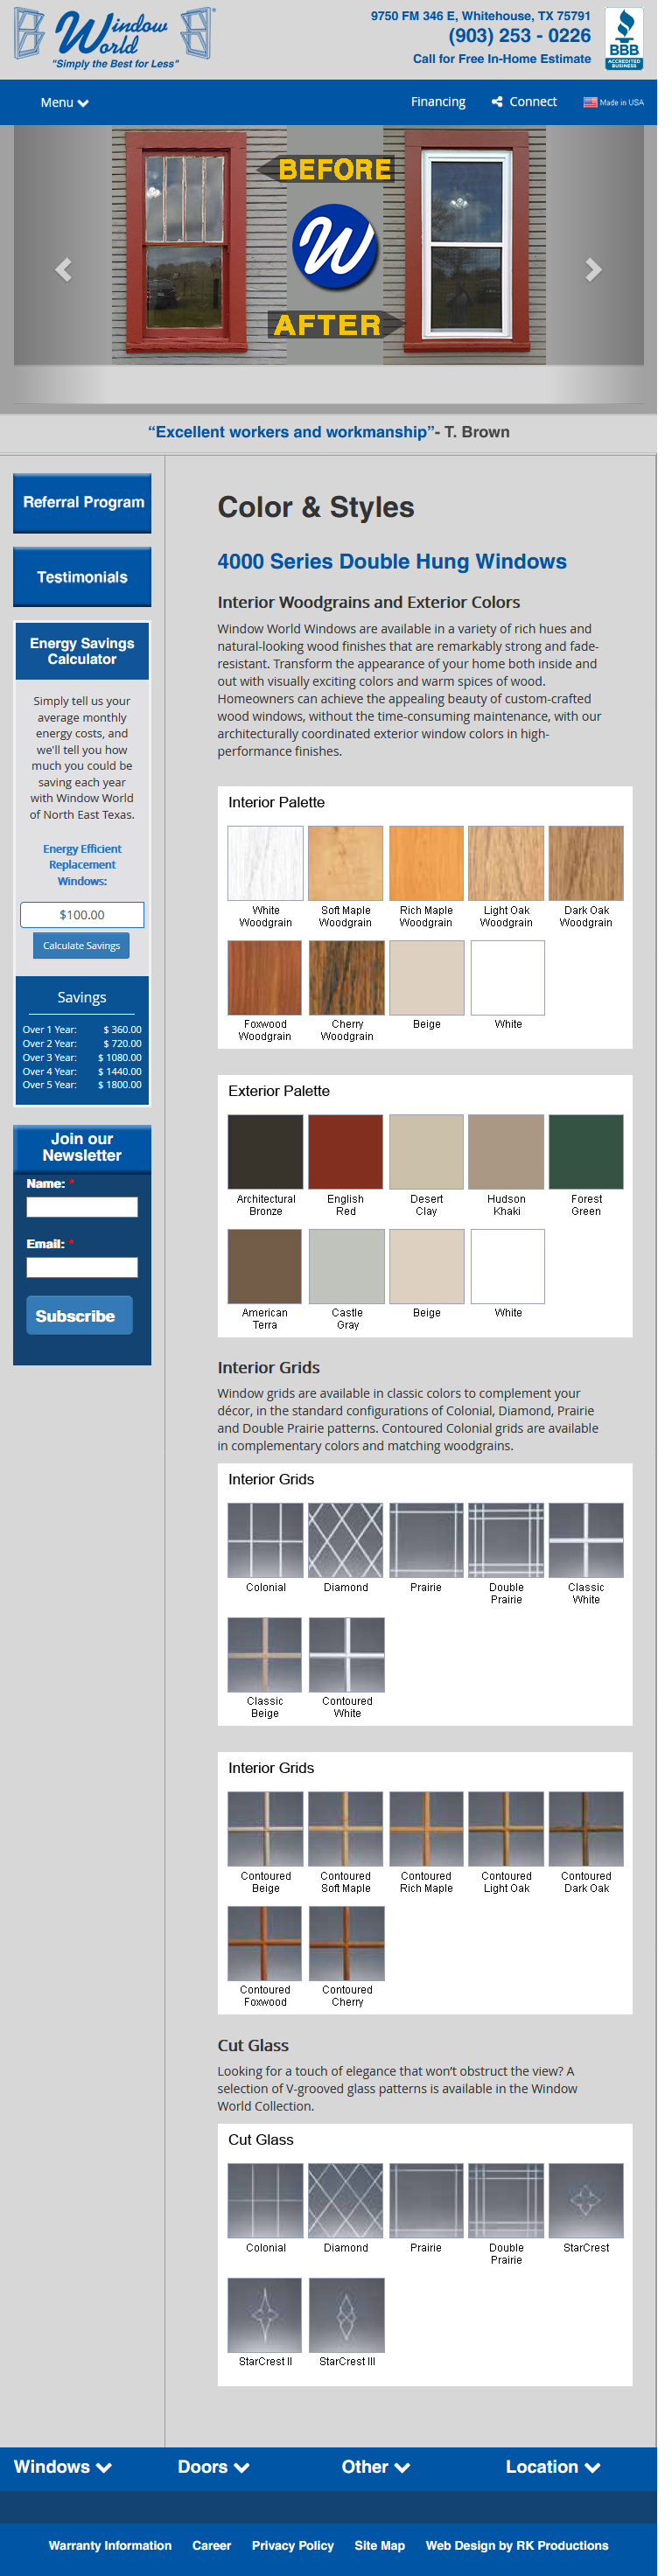 Window World
"Simply the Best for Less"
9750 FM 346 E, Whitehouse, TX 75791
(903) 253 - 0226
Call for Free In-Home Estimate
BBB
ACCREDITED
BUSINESS
Menu
Financing
Connect
Made in USA
BEFORE
W
AFTER
“Excellent workers and workmanship”- T. Brown
Referral Program
Testimonials
Energy Savings
Calculator
Simply tell us your
average monthly
energy costs, and
we'll tell you how
much you could be
saving each year
with Window World
of North East Texas.
Energy Efficient
Replacement
Windows:
$100.00
Calculate Savings
Savings
Over 1 Year: $ 360.00
Over 2 Year: $ 720.00
Over 3 Year: $ 1080.00
Over 4 Year: $ 1440.00
Over 5 Year: $ 1800.00
Join our
Newsletter
Name: *
Email: *
Subscribe
Color & Styles
4000 Series Double Hung Windows
Interior Woodgrains and Exterior Colors
Window World Windows are available in a variety of rich hues and
natural-looking wood finishes that are remarkably strong and fade-
resistant. Transform the appearance of your home both inside and
out with visually exciting colors and warm spices of wood.
Homeowners can achieve the appealing beauty of custom-crafted
wood windows, without the time-consuming maintenance, with our
architecturally coordinated exterior window colors in high-
performance finishes.
Interior Palette
White Woodgrain
Soft Maple Woodgrain
Rich Maple Woodgrain
Light Oak Woodgrain
Dark Oak Woodgrain
Foxwood Woodgrain
Cherry Woodgrain
Beige
White
Exterior Palette
Architectural Bronze
English Red
Desert Clay
Hudson Khaki
Forest Green
American Terra
Castle Gray
Beige
White
Interior Grids
Window grids are available in classic colors to complement your
décor, in the standard configurations of Colonial, Diamond, Prairie
and Double Prairie patterns. Contoured Colonial grids are available
in complementary colors and matching woodgrains.
Interior Grids
Colonial
Diamond
Prairie
Double Prairie
Classic White
Classic Beige
Contoured White
Interior Grids
Contoured Beige
Contoured Soft Maple
Contoured Rich Maple
Contoured Light Oak
Contoured Dark Oak
Contoured Foxwood
Contoured Cherry
Cut Glass
Looking for a touch of elegance that won’t obstruct the view? A
selection of V-grooved glass patterns is available in the Window
World Collection.
Cut Glass
Colonial
Diamond
Prairie
Double Prairie
StarCrest
StarCrest II
StarCrest III
Windows
Doors
Other
Location
Warranty Information
Career
Privacy Policy
Site Map
Web Design by RK Productions